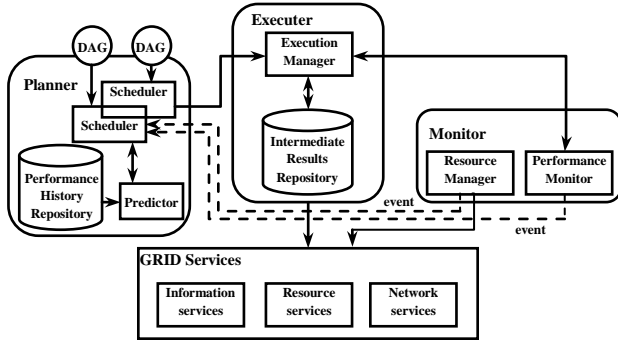 DAG
DAG
Planner
Scheduler
Scheduler
Performance
History
Repository
Predictor
Executer
Execution
Manager
Intermediate
Results
Repository
Monitor
Resource
Manager
Performance
Monitor
event
event
GRID Services
Information
services
Resource
services
Network
services